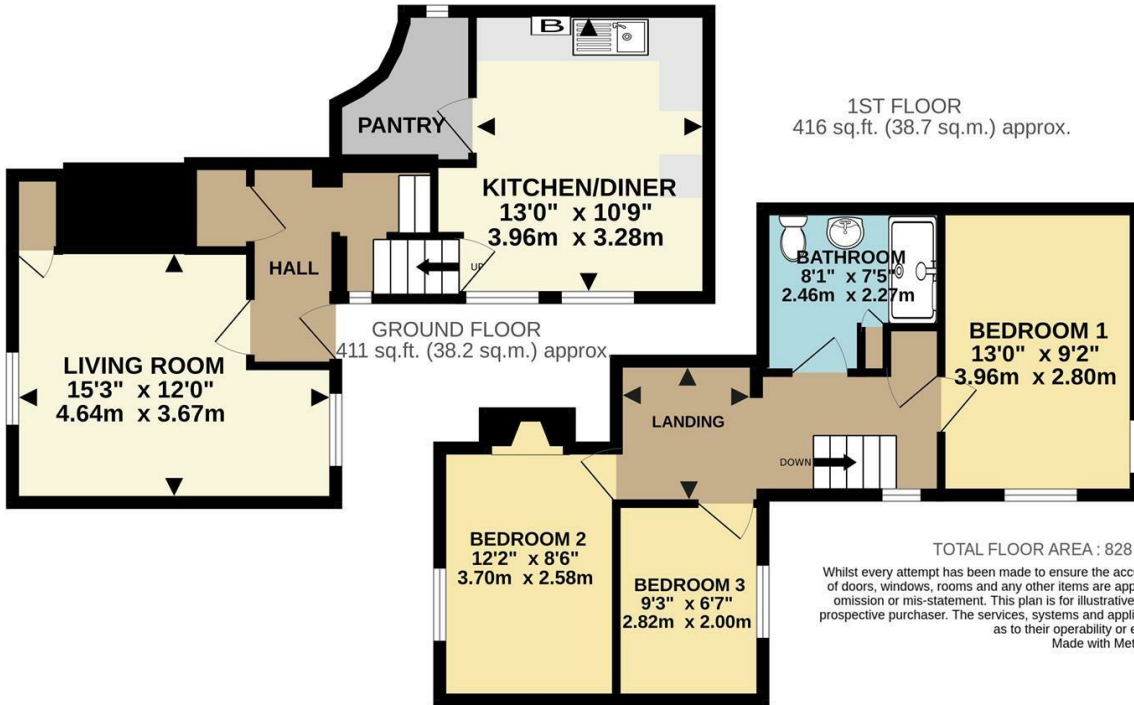 B
PANTRY
KITCHEN/DINER
13'0" x 10'9"
3.96m x 3.28m
HALL
UP
LIVING ROOM
15'3" x 12'0"
4.64m x 3.67m
GROUND FLOOR
411 sq.ft. (38.2 sq.m.) approx
1ST FLOOR
416 sq.ft. (38.7 sq.m.) approx.
BATHROOM
8'1" x 7'5"
2.46m x 2.27m
BEDROOM 1
13'0" x 9'2"
3.96m x 2.80m
LANDING
DOWN
BEDROOM 2
12'2" x 8'6"
3.70m x 2.58m
BEDROOM 3
9'3" x 6'7"
2.82m x 2.00m
TOTAL FLOOR AREA : 828
Whilst every attempt has been made to ensure the
of doors, windows, rooms and any other items are
omission or mis-statement. This plan is for illustrative
prospective purchaser. The services, systems and
as to their operability or
Made with